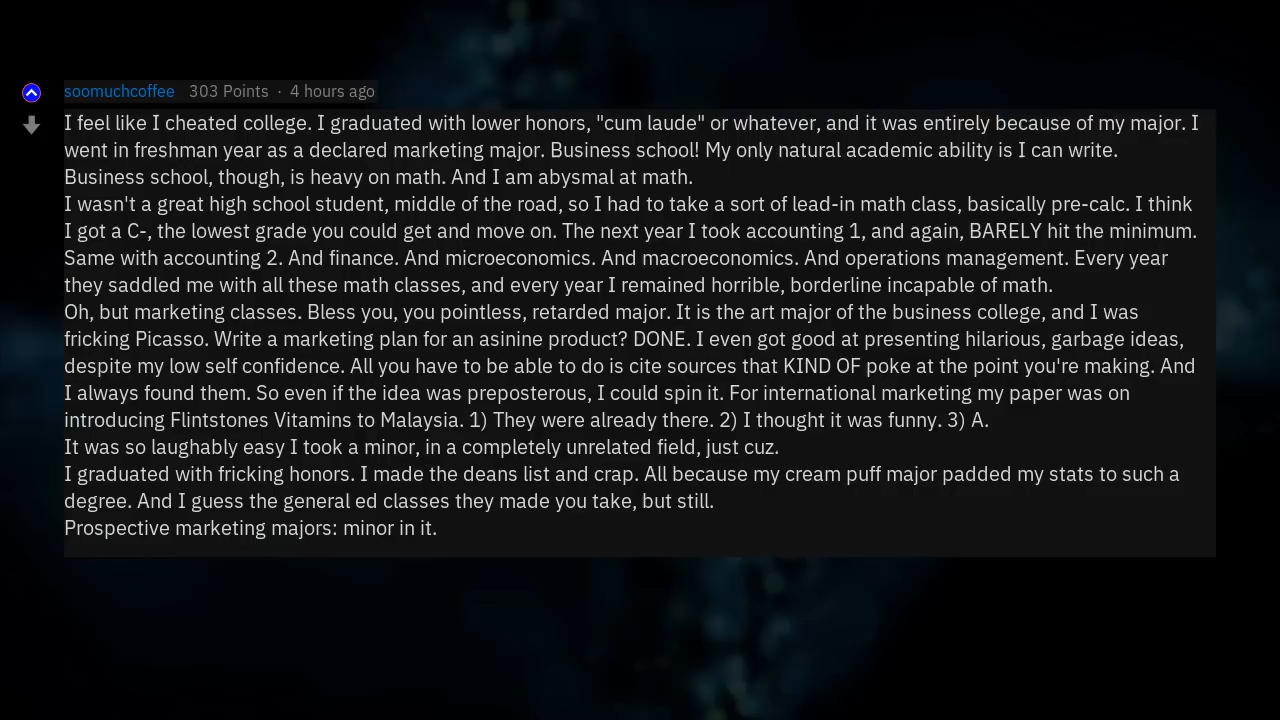 soomuchcoffee 303 Points · 4 hours ago
I feel like I cheated college. I graduated with lower honors, "cum laude" or whatever, and it was entirely because of my major. I
went in freshman year as a declared marketing major. Business school! My only natural academic ability is I can write.
Business school, though, is heavy on math. And I am abysmal at math.
I wasn't a great high school student, middle of the road, so I had to take a sort of lead-in math class, basically pre-calc. I think
I got a C-, the lowest grade you could get and move on. The next year I took accounting 1, and again, BARELY hit the minimum.
Same with accounting 2. And finance. And microeconomics. And macroeconomics. And operations management. Every year
they saddled me with all these math classes, and every year I remained horrible, borderline incapable of math.
Oh, but marketing classes. Bless you, you pointless, retarded major. It is the art major of the business college, and I was
fricking Picasso. Write a marketing plan for an asinine product? DONE. I even got good at presenting hilarious, garbage ideas,
despite my low self confidence. All you have to be able to do is cite sources that KIND OF poke at the point you're making. And
I always found them. So even if the idea was preposterous, I could spin it. For international marketing my paper was on
introducing Flintstones Vitamins to Malaysia. 1) They were already there. 2) I thought it was funny. 3) A.
It was so laughably easy I took a minor, in a completely unrelated field, just cuz.
I graduated with fricking honors. I made the deans list and crap. All because my cream puff major padded my stats to such a
degree. And I guess the general ed classes they made you take, but still.
Prospective marketing majors: minor in it.